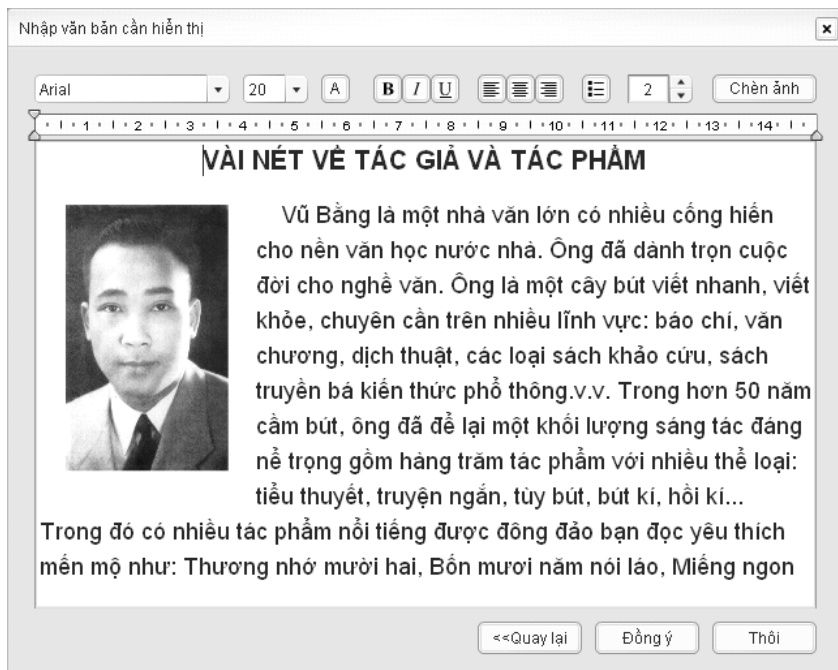 Nhập văn bản cần hiển thị
Arial 20 A B I U 2 Chèn ảnh
1 2 3 4 5 6 7 8 9 10 11 12 13 14
VÀI NÉT VỀ TÁC GIẢ VÀ TÁC PHẨM
Vũ Bằng là một nhà văn lớn có nhiều cống hiến
cho nền văn học nước nhà. Ông đã dành trọn cuộc
đời cho nghề văn. Ông là một cây bút viết nhanh, viết
khỏe, chuyên cần trên nhiều lĩnh vực: báo chí, văn
chương, dịch thuật, các loại sách khảo cứu, sách
truyền bá kiến thức phổ thông.v.v. Trong hơn 50 năm
cầm bút, ông đã để lại một khối lượng sáng tác đáng
nể trọng gồm hàng trăm tác phẩm với nhiều thể loại:
tiểu thuyết, truyện ngắn, tùy bút, bút kí, hồi kí...
Trong đó có nhiều tác phẩm nổi tiếng được đông đảo bạn đọc yêu thích
mến mộ như: Thương nhớ mười hai, Bốn mươi năm nói láo, Miếng ngon
<<Quay lại Đồng ý Thôi